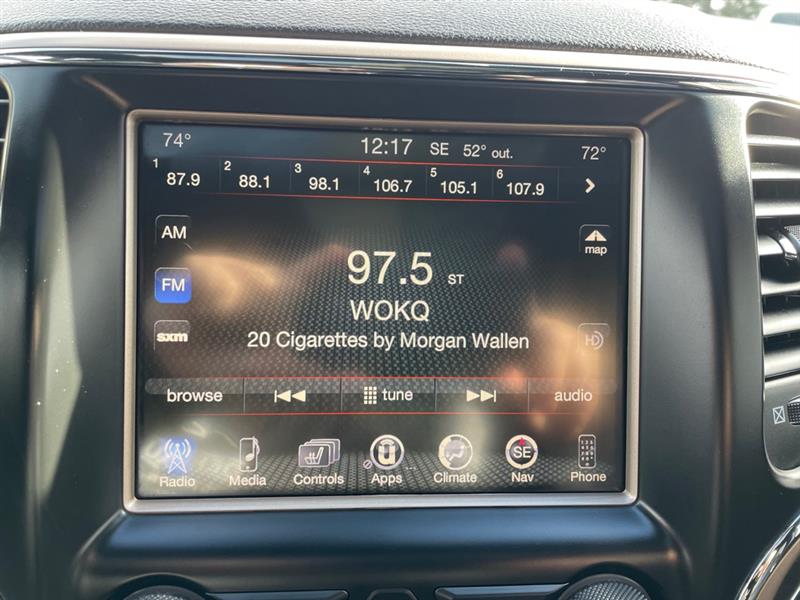 74° 12:17 SE 52° out. 72°
1 87.9 2 88.1 3 98.1 4 106.7 5 105.1 6 107.9 >
AM
map
97.5 ST
FM
WOKQ
sxm
20 Cigarettes by Morgan Wallen
HD
browse tune audio
U
SE
Radio Media Controls Apps ... Climate Nav Phone